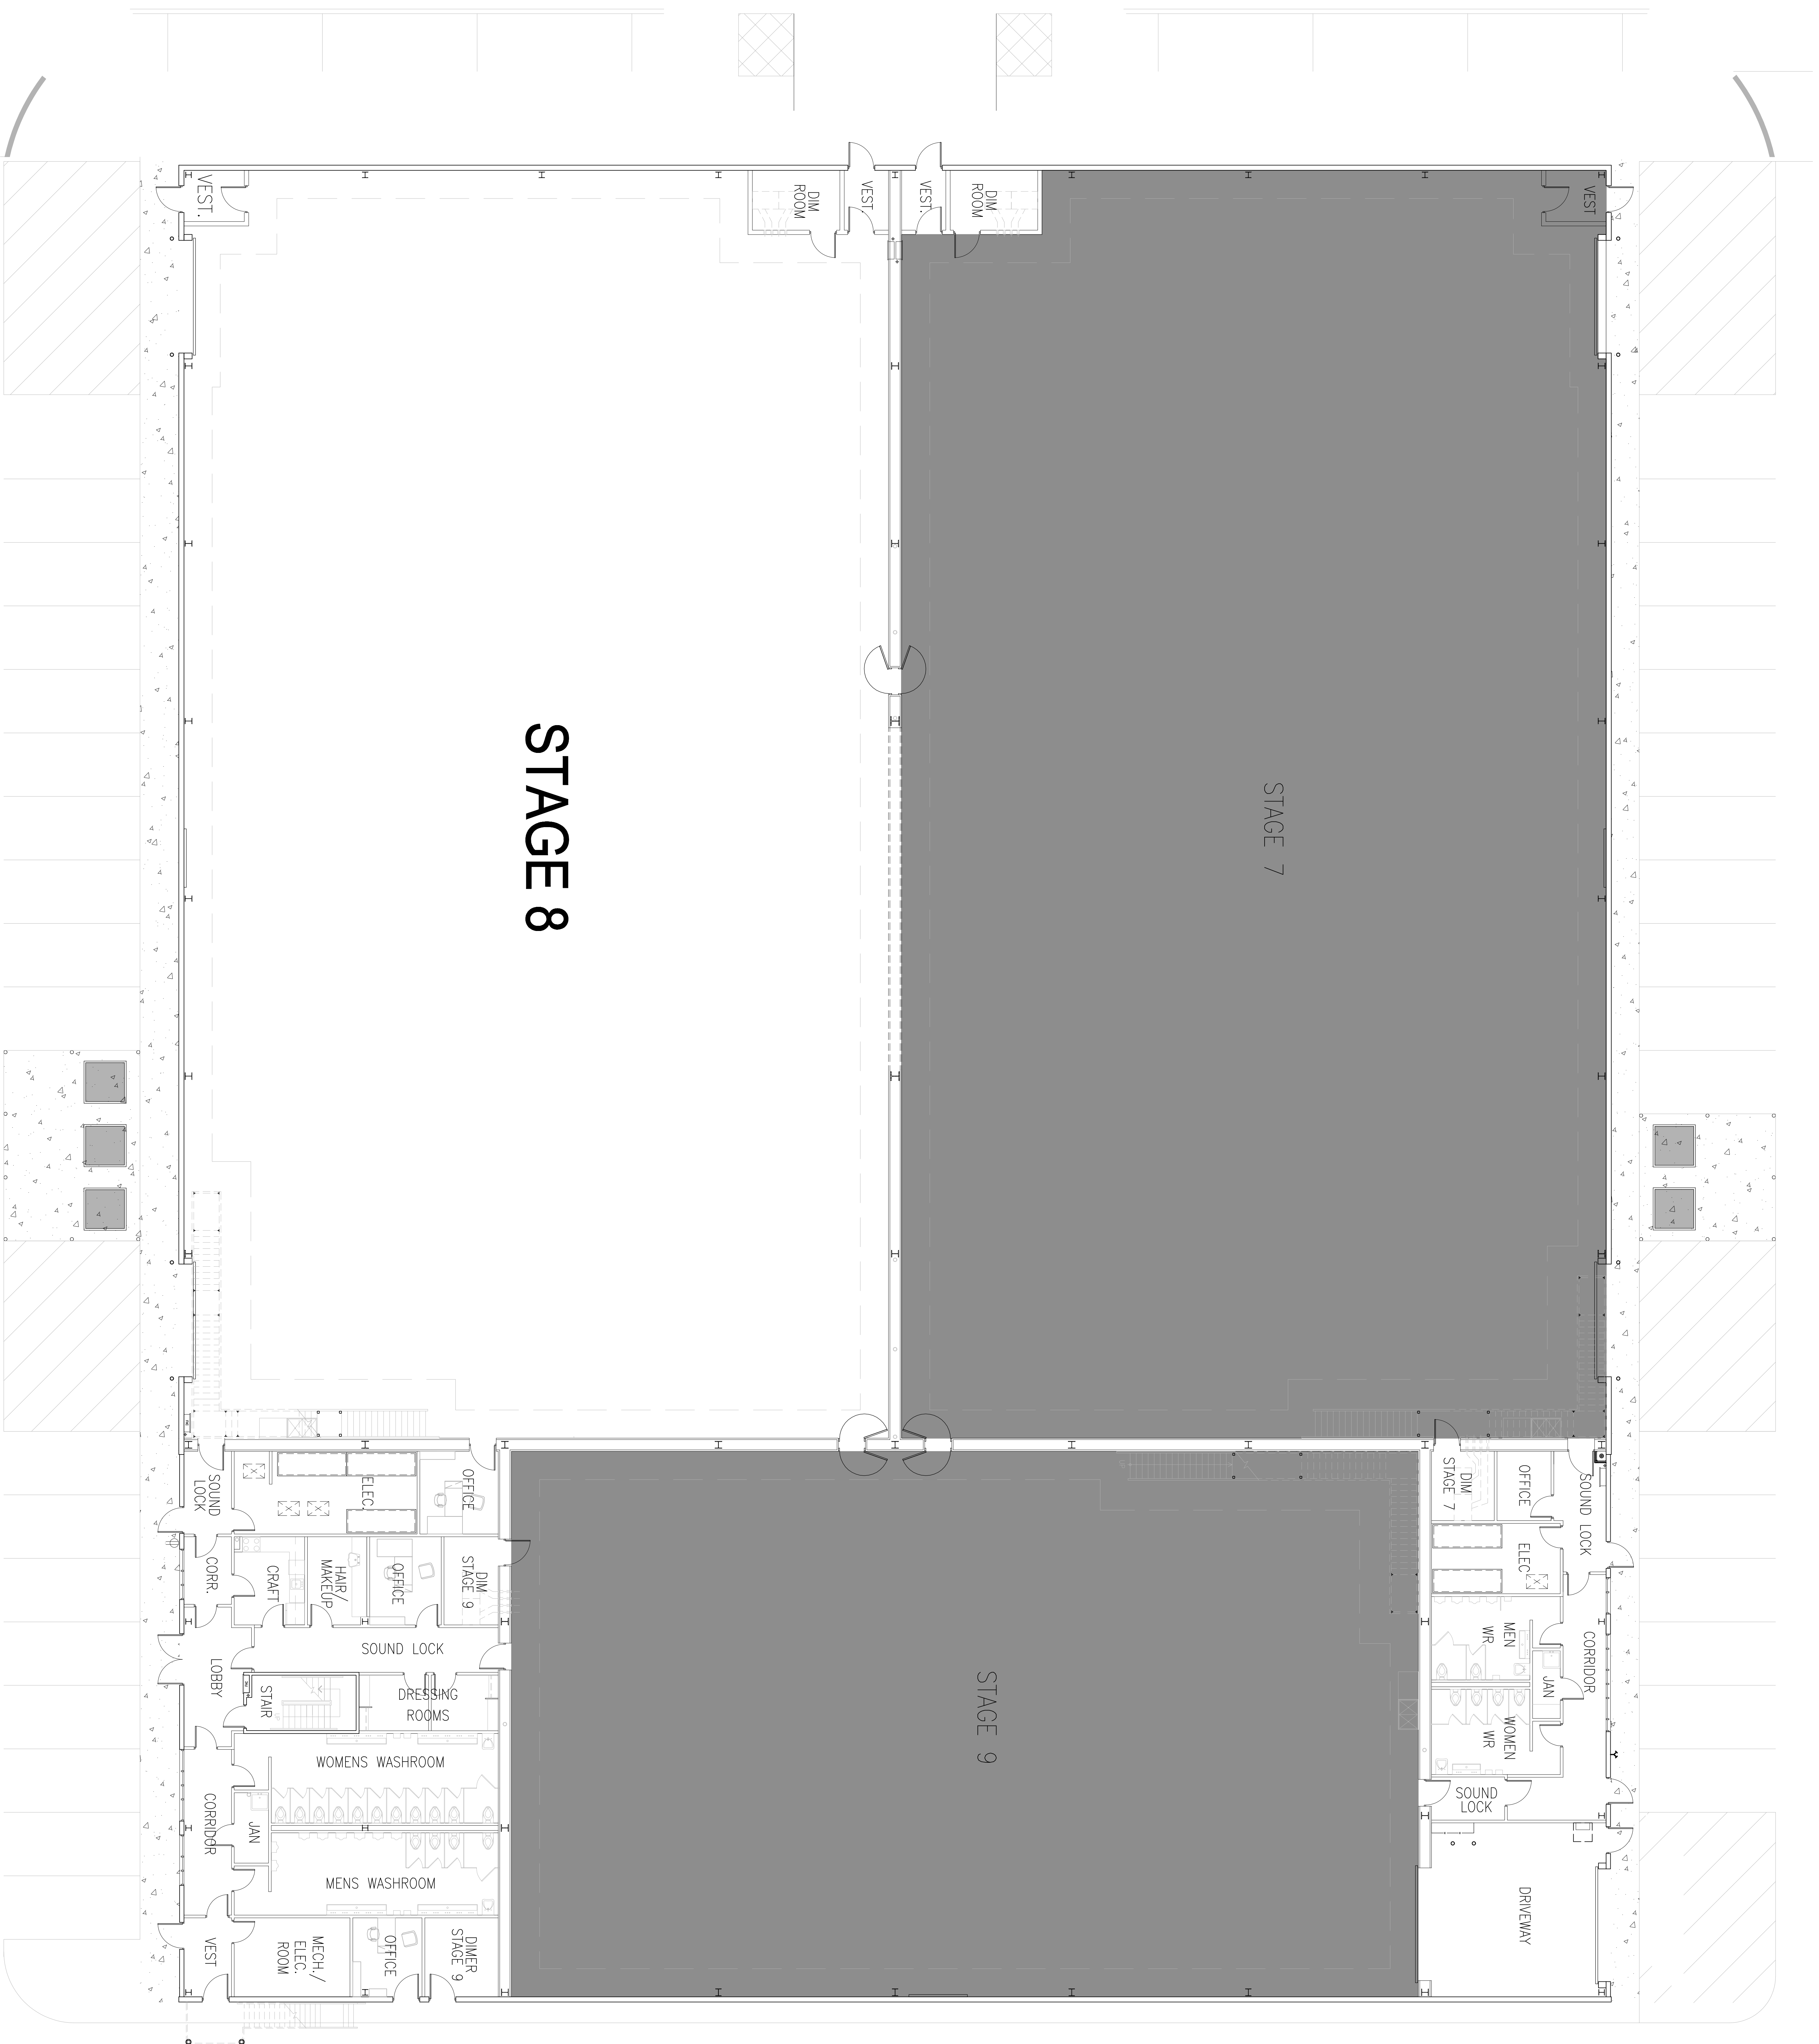 VEST.
DIM
ROOM
VEST.
VEST.
DIM
ROOM
VEST
STAGE 8
STAGE 7
SOUND
LOCK
ELEC.
OFFICE
CORR.
CRAFT
HAIR/
MAKEUP
OFFICE
DIM
STAGE 9
SOUND LOCK
LOBBY
STAIR
DRESSING
ROOMS
WOMENS WASHROOM
CORRIDOR
JAN
MENS WASHROOM
VEST
MECH./
ELEC.
ROOM
OFFICE
DIMER
STAGE 9
STAGE 9
DIM
STAGE 7
OFFICE
SOUND LOCK
ELEC
MEN
WR
CORRIDOR
JAN
WOMEN
WR
SOUND
LOCK
DRIVEWAY